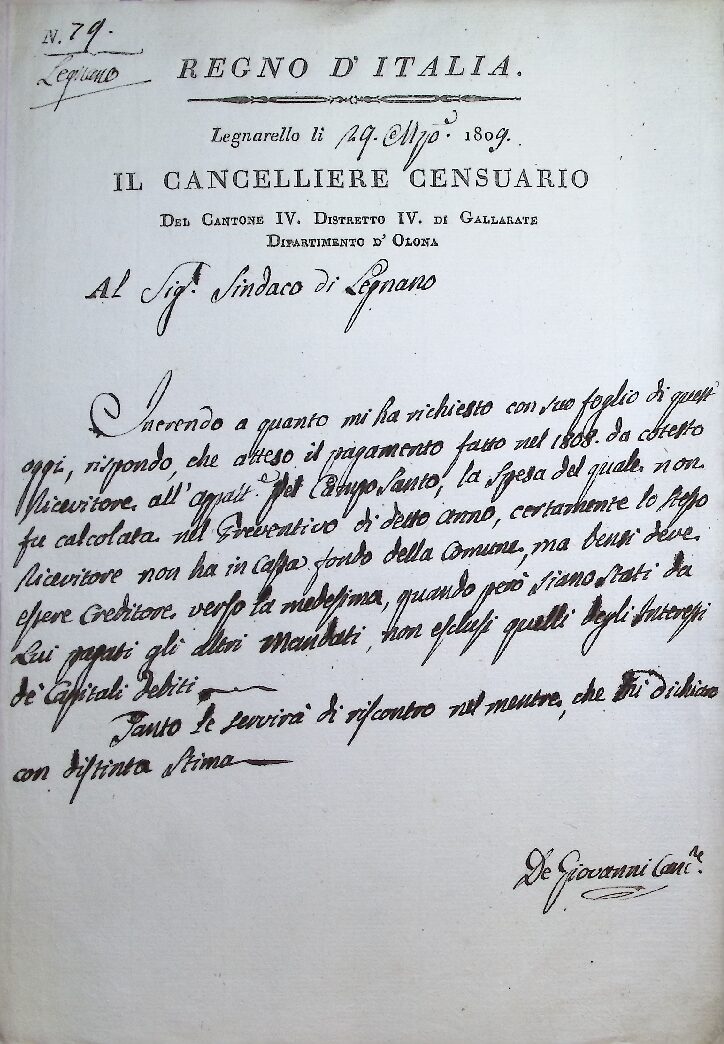 N. 79.
Legnano
REGNO D' ITALIA.
Legnarello li 29. Mzo. 1809.
IL CANCELLIERE CENSUARIO
DEL CANTONE IV. DISTRETTO IV. DI GALLARATE
DIPARTIMENTO D' OLONA
Al Sigr. Sindaco di Legnano
Inerendo a quanto mi ha richiesto con suo foglio di quest'
oggi, rispondo, che atteso il pagamento fatto nel 1808. da cotesto
Ricevitore all' appalt.e del Campo Santo, la spesa del quale non
fu calcolata nel Preventivo di detto anno, certamente lo stesso
Ricevitore non ha in Cassa fondo della Comune, ma bensi deve
essere Creditore verso la medesima, quando però siano stati da
Lui pagati gli altri Mandati, non esclusi quelli degli Interessi
de' Capitali debiti
Tanto le servirà di riscontro nel mentre, che mi dichiaro
con distinta stima
De Giovanni Canc.re